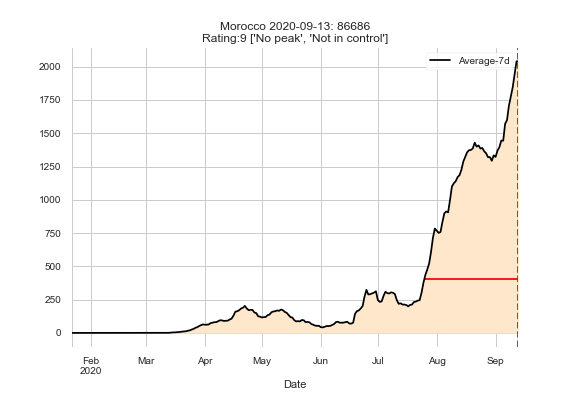 Morocco 2020-09-13: 86686
Rating:9 ['No peak', 'Not in control']
Average-7d
2000
1750
1500
1250
1000
750
500
250
0
Feb Mar Apr May Jun Jul Aug Sep
2020
Date